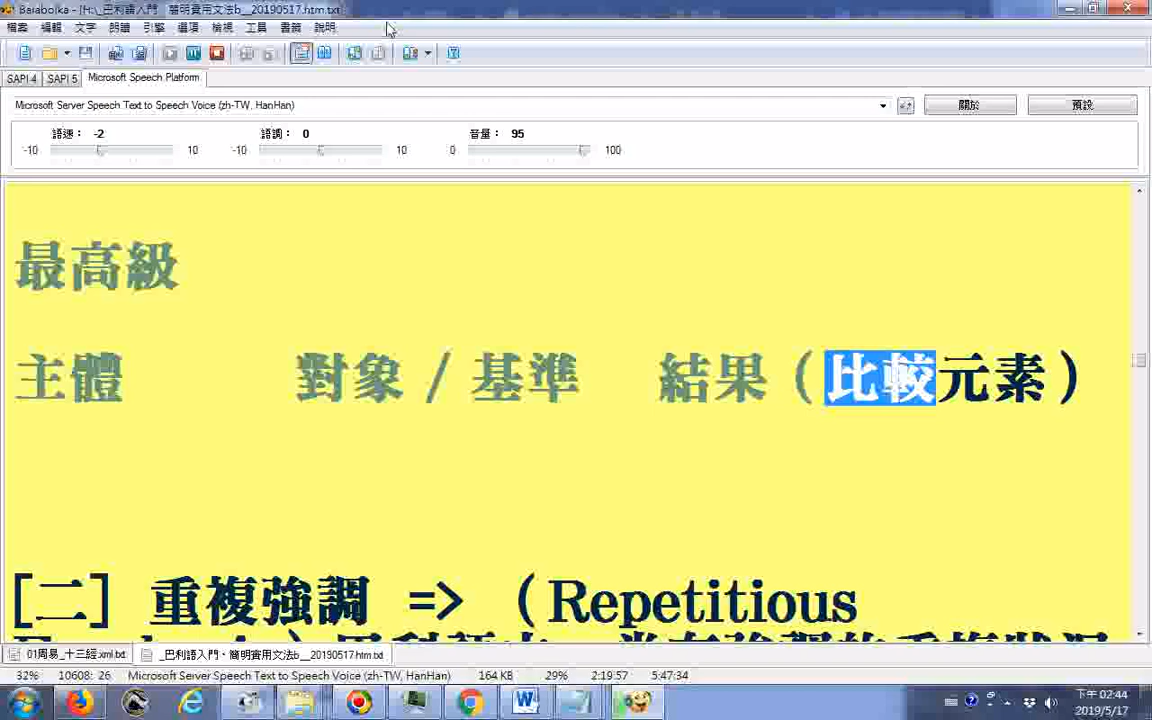 Balabolka - [H:\_巴利語入門‧簡明實用文法b__20190517.htm.txt]
檔案 編輯 文字 朗讀 引擎 選項 檢視 工具 書籤 說明
SAPI 4 SAPI 5 Microsoft Speech Platform
Microsoft Server Speech Text to Speech Voice (zh-TW, HanHan) 關於 預設
語速： -2 語調： 0 音量： 95
-10 10 -10 10 0 100
最高級
主體 對象 / 基準 結果（比較元素）
[二] 重複強調 => （Repetitious
01周易_十三經.xml.txt _巴利語入門‧簡明實用文法b__20190517.htm.txt
32% 10608: 26 Microsoft Server Speech Text to Speech Voice (zh-TW, HanHan) 164 KB 29% 2:19:57 5:47:34
下午 02:44
2019/5/17